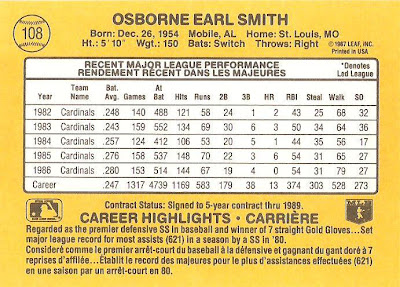 108
OSBORNE EARL SMITH
Born: Dec. 26, 1954 Mobile, AL Home: St. Louis, MO
Ht.: 5'10" Wgt.: 150 Bats: Switch Throws: Right
© 1987 LEAF, INC.
Printed in USA
RECENT MAJOR LEAGUE PERFORMANCE
RENDEMENT RÉCENT DANS LES MAJEURES
*Denotes
Led League
Year Team Name Bat. Avg. Games At Bat Hits Runs 2B 3B HR RBI Steal Walk SO
1982 Cardinals .248 140 488 121 58 24 1 2 43 25 68 32
1983 Cardinals .243 159 552 134 69 30 6 3 50 34 64 36
1984 Cardinals .257 124 412 106 53 20 5 1 44 35 56 17
1985 Cardinals .276 158 537 148 70 22 3 6 54 31 65 27
1986 Cardinals .280 153 514 144 67 19 4 0 54 31 79 27
Career .247 1317 4739 1169 583 179 38 13 374 303 528 273
Contract Status: Signed to 5-year contract thru 1989.
CAREER HIGHLIGHTS • CARRIÈRE
Regarded as the premier defensive SS in baseball and winner of 7 straight Gold Gloves...Set
major league record for most assists (621) in a season by a SS in '80.
Considéré comme le premier arrêt-court du baseball à la défensive et gagnant du gant doré à 7
reprises d'affilée... Établit le record des majeures pour le plus d'assistances effectuées (621)
en une saison par un arrêt-court en 80.